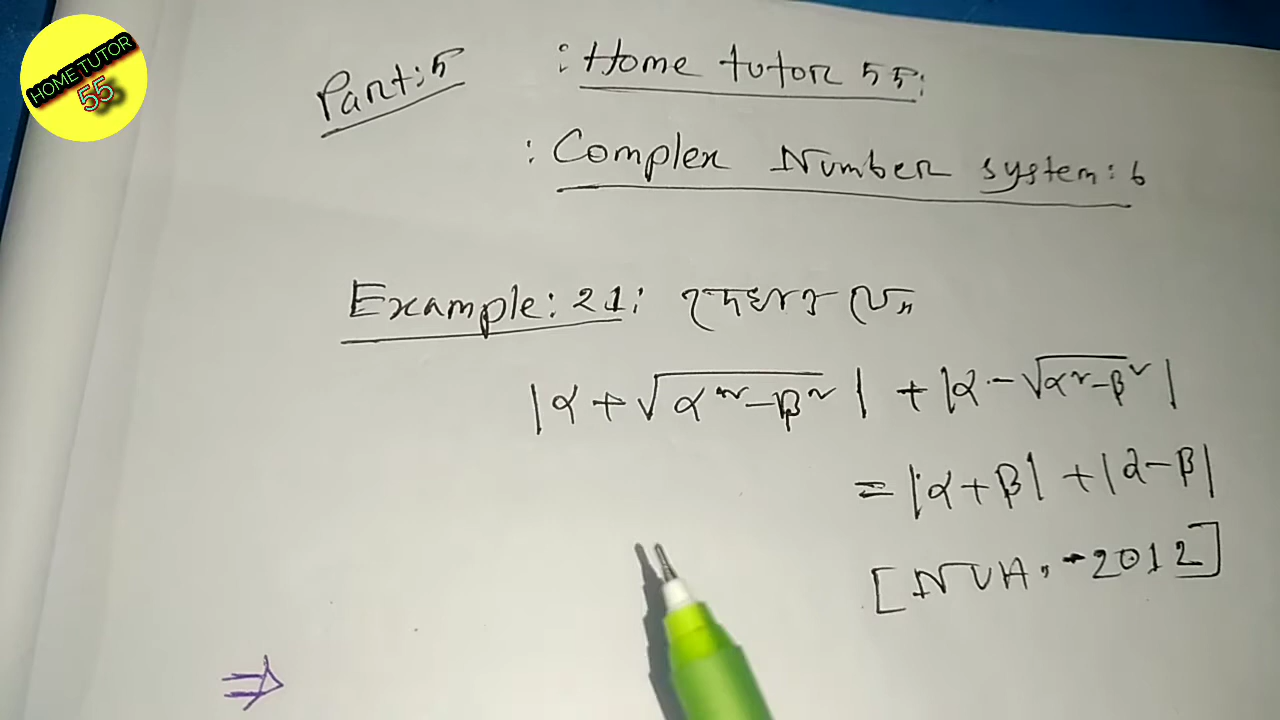 HOME TUTOR
55
Part:5
:Home tutor 55:
:Complex Number system:6
Example:21: দেখাও যে,
|α+√α²-β²| + |α-√α²-β²|
=|α+β|+|α-β|
[NUH.-2012]